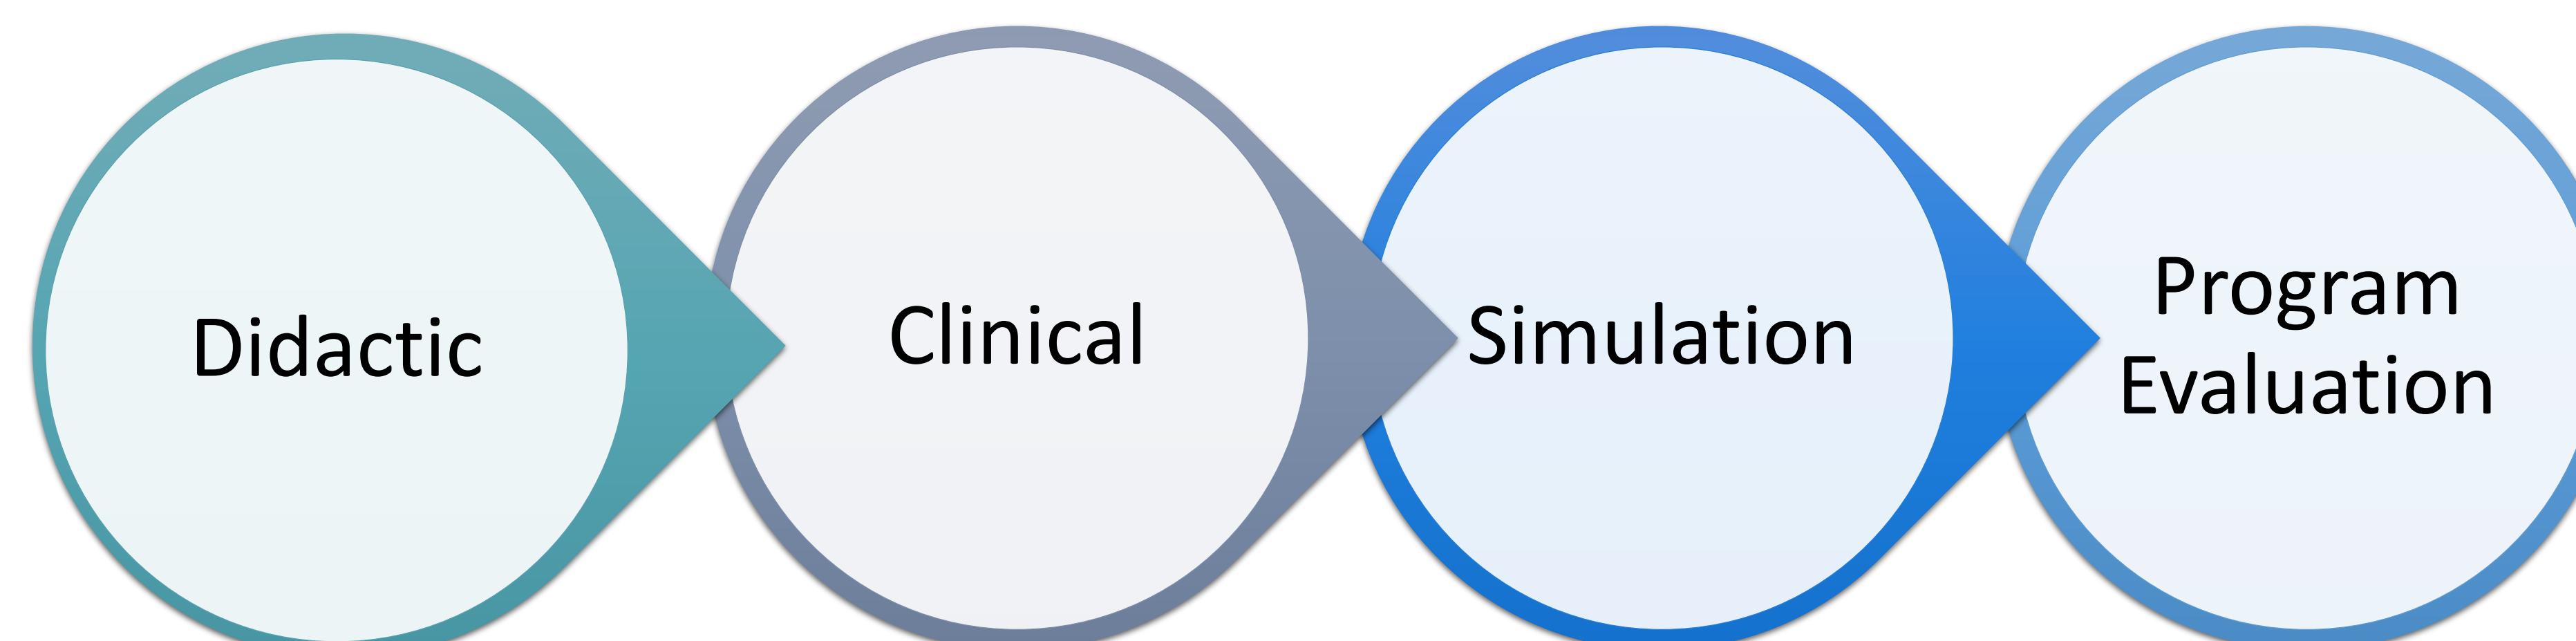 Didactic
Clinical
Simulation
Program
Evaluation